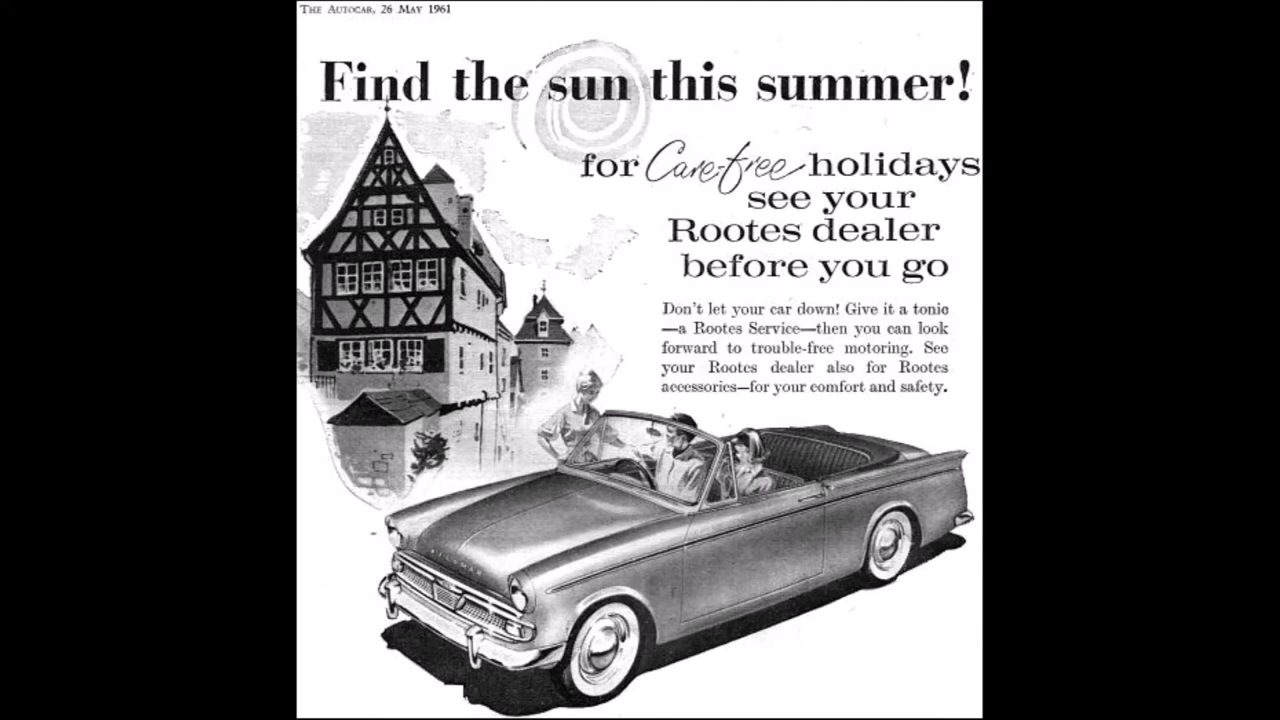 THE AUTOCAR, 26 MAY 1961
Find the sun this summer!
for Care-free holidays
see your
Rootes dealer
before you go
Don't let your car down! Give it a tonic
—a Rootes Service—then you can look
forward to trouble-free motoring. See
your Rootes dealer also for Rootes
accessories—for your comfort and safety.
HILLMAN